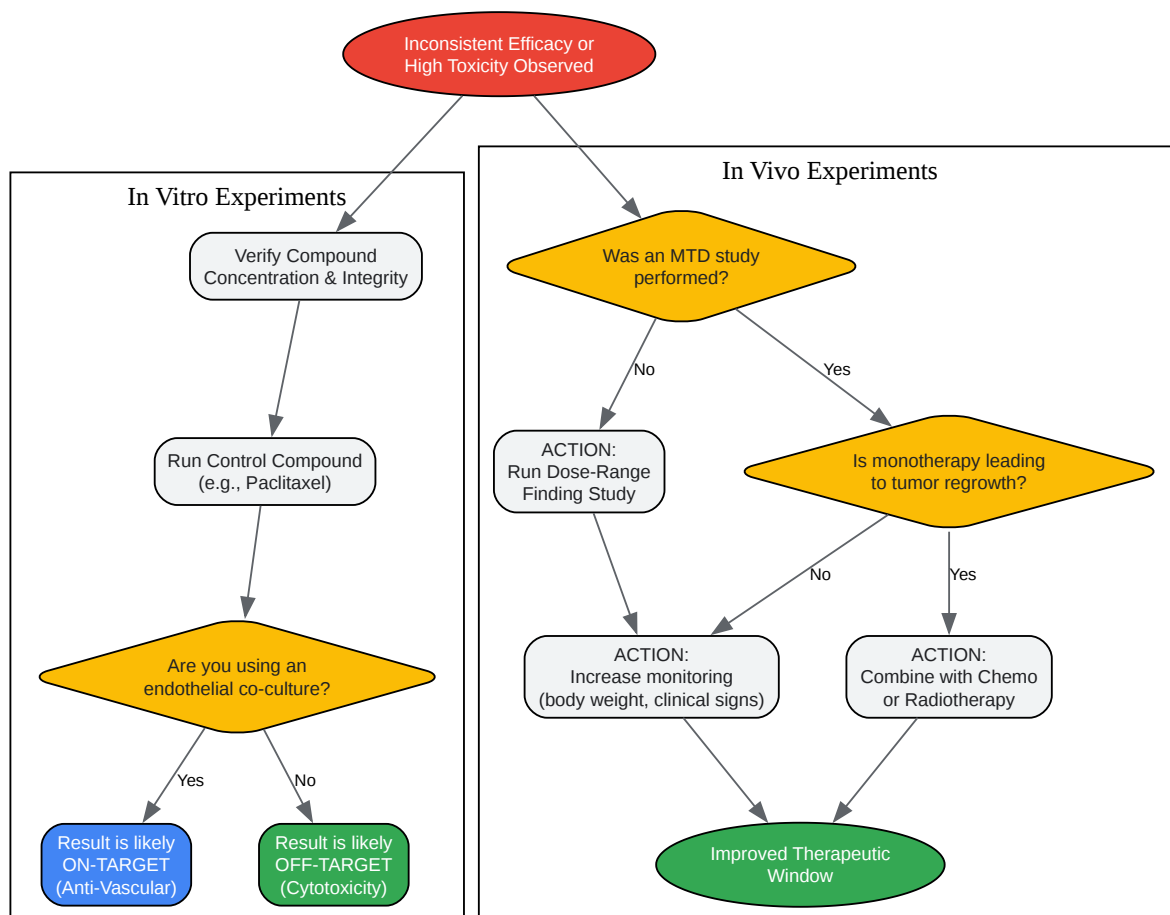 Inconsistent Efficacy or
High Toxicity Observed
In Vitro Experiments
Verify Compound
Concentration & Integrity
Run Control Compound
(e.g., Paclitaxel)
Are you using an
endothelial co-culture?
Yes
No
Result is likely
ON-TARGET
(Anti-Vascular)
Result is likely
OFF-TARGET
(Cytotoxicity)
In Vivo Experiments
Was an MTD study
performed?
No
Yes
ACTION:
Run Dose-Range
Finding Study
Is monotherapy leading
to tumor regrowth?
No
Yes
ACTION:
Increase monitoring
(body weight, clinical signs)
ACTION:
Combine with Chemo
or Radiotherapy
Improved Therapeutic
Window